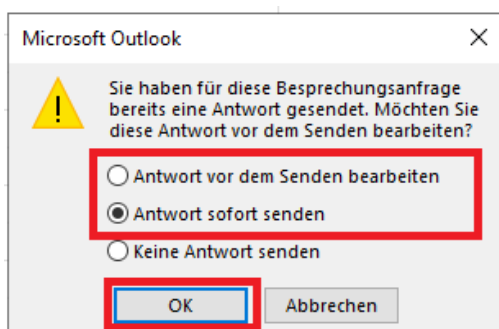 Microsoft Outlook
Sie haben für diese Besprechungsanfrage
bereits eine Antwort gesendet. Möchten Sie
diese Antwort vor dem Senden bearbeiten?
Antwort vor dem Senden bearbeiten
Antwort sofort senden
Keine Antwort senden
OK Abbrechen